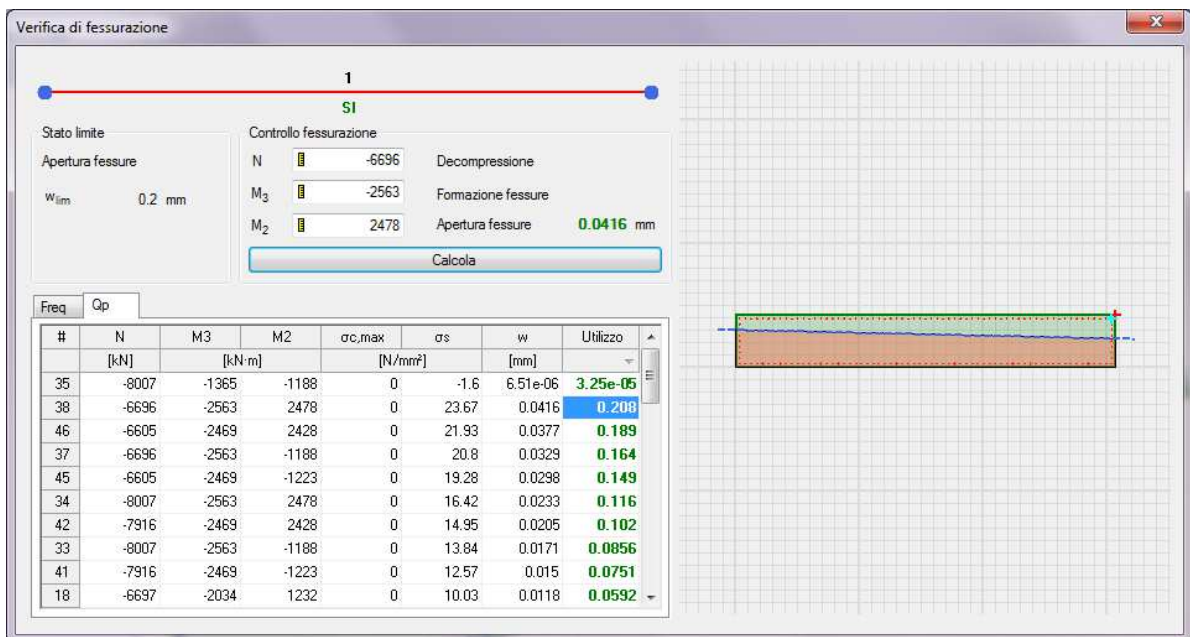 Verifica di fessurazione
x
1
SI
Stato limite
Apertura fessure
wlim 0.2 mm
Controllo fessurazione
N -6696 Decompressione
M3 -2563 Formazione fessure
M2 2478 Apertura fessure 0.0416 mm
Calcola
Freq Qp
# N M3 M2 σc,max σs w Utilizzo
[kN] [kN·m] [N/mm²] [mm]
35 -8007 -1365 -1188 0 -1.6 6.51e-06 3.25e-05
38 -6696 -2563 2478 0 23.67 0.0416 0.208
46 -6605 -2469 2428 0 21.93 0.0377 0.189
37 -6696 -2563 -1188 0 20.8 0.0329 0.164
45 -6605 -2469 -1223 0 19.28 0.0298 0.149
34 -8007 -2563 2478 0 16.42 0.0233 0.116
42 -7916 -2469 2428 0 14.95 0.0205 0.102
33 -8007 -2563 -1188 0 13.84 0.0171 0.0856
41 -7916 -2469 -1223 0 12.57 0.015 0.0751
18 -6697 -2034 1232 0 10.03 0.0118 0.0592